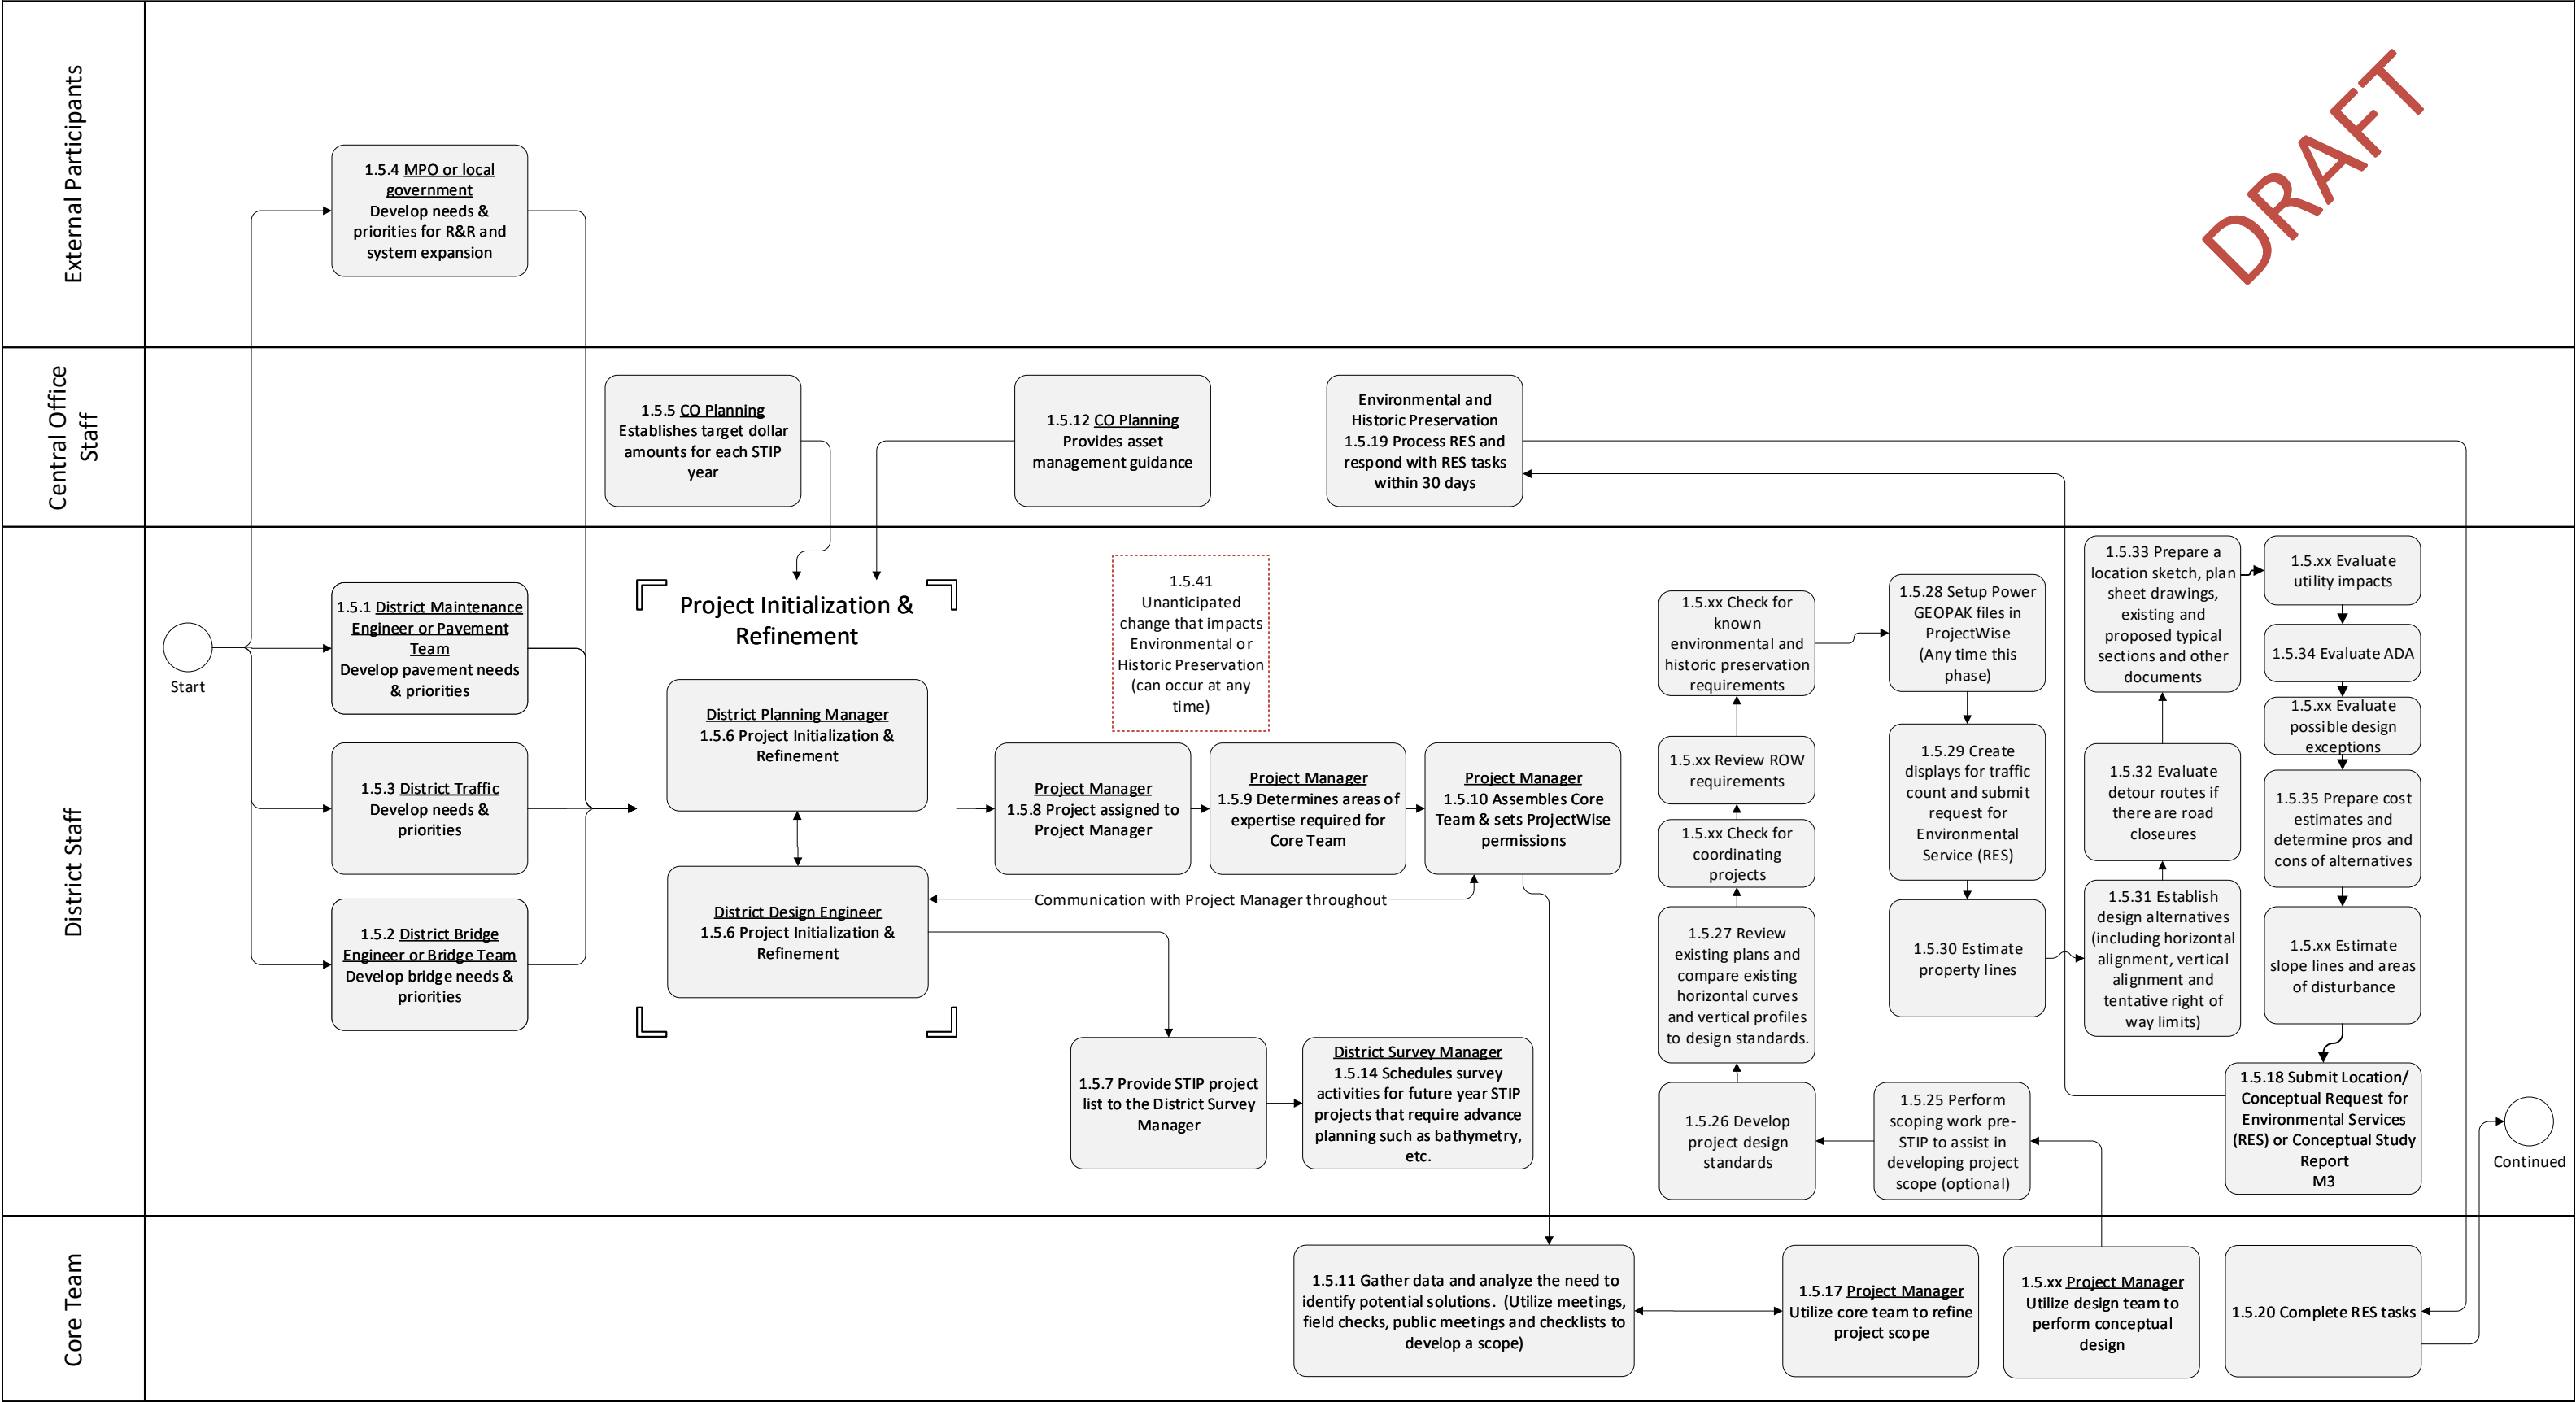 External Participants
DRAFT
1.5.4 MPO or local
government
Develop needs &
priorities for R&R and
system expansion
Central Office
Staff
1.5.5 CO Planning
Establishes target dollar
amounts for each STIP
year
1.5.12 CO Planning
Provides asset
management guidance
Environmental and
Historic Preservation
1.5.19 Process RES and
respond with RES tasks
within 30 days
District Staff
Start
1.5.1 District Maintenance
Engineer or Pavement
Team
Develop pavement needs
& priorities
1.5.3 District Traffic
Develop needs &
priorities
1.5.2 District Bridge
Engineer or Bridge Team
Develop bridge needs &
priorities
Project Initialization &
Refinement
District Planning Manager
1.5.6 Project Initialization &
Refinement
District Design Engineer
1.5.6 Project Initialization &
Refinement
1.5.41
Unanticipated
change that impacts
Environmental or
Historic Preservation
(can occur at any
time)
Project Manager
1.5.8 Project assigned to
Project Manager
Project Manager
1.5.9 Determines areas of
expertise required for
Core Team
Project Manager
1.5.10 Assembles Core
Team & sets ProjectWise
permissions
Communication with Project Manager throughout
1.5.7 Provide STIP project
list to the District Survey
Manager
District Survey Manager
1.5.14 Schedules survey
activities for future year STIP
projects that require advance
planning such as bathymetry,
etc.
1.5.xx Check for
known
environmental and
historic preservation
requirements
1.5.xx Review ROW
requirements
1.5.xx Check for
coordinating
projects
1.5.27 Review
existing plans and
compare existing
horizontal curves
and vertical profiles
to design standards.
1.5.26 Develop
project design
standards
1.5.25 Perform
scoping work pre-
STIP to assist in
developing project
scope (optional)
1.5.28 Setup Power
GEOPAK files in
ProjectWise
(Any time this
phase)
1.5.29 Create
displays for traffic
count and submit
request for
Environmental
Service (RES)
1.5.30 Estimate
property lines
1.5.33 Prepare a
location sketch, plan
sheet drawings,
existing and
proposed typical
sections and other
documents
1.5.32 Evaluate
detour routes if
there are road
closeures
1.5.31 Establish
design alternatives
(including horizontal
alignment, vertical
alignment and
tentative right of
way limits)
1.5.xx Evaluate
utility impacts
1.5.34 Evaluate ADA
1.5.xx Evaluate
possible design
exceptions
1.5.35 Prepare cost
estimates and
determine pros and
cons of alternatives
1.5.xx Estimate
slope lines and areas
of disturbance
1.5.18 Submit Location/
Conceptual Request for
Environmental Services
(RES) or Conceptual Study
Report
M3
Continued
Core Team
1.5.11 Gather data and analyze the need to
identify potential solutions.  (Utilize meetings,
field checks, public meetings and checklists to
develop a scope)
1.5.17 Project Manager
Utilize core team to refine
project scope
1.5.xx Project Manager
Utilize design team to
perform conceptual
design
1.5.20 Complete RES tasks